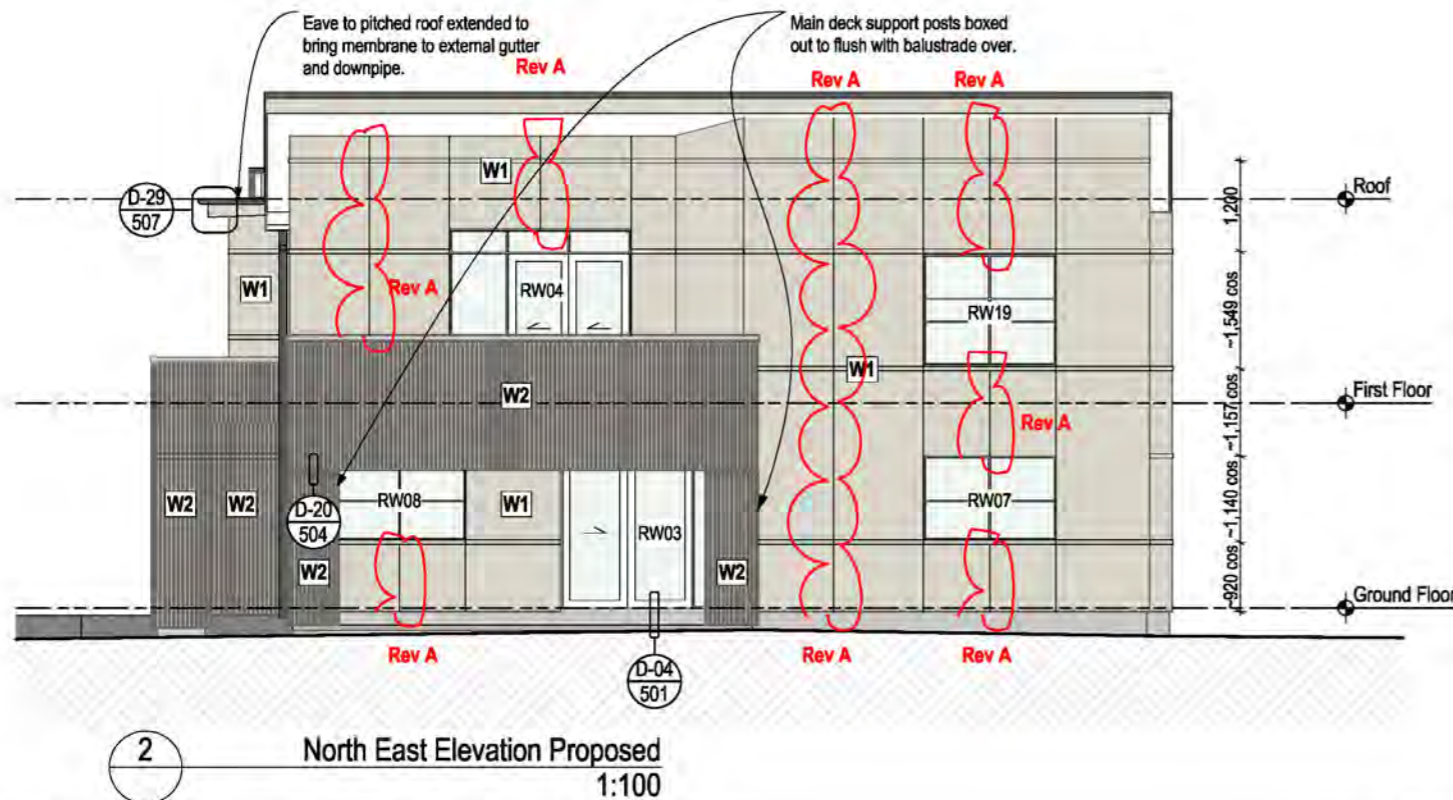 Eave to pitched roof extended to
bring membrane to external gutter
and downpipe.
Rev A
Main deck support posts boxed
out to flush with balustrade over.
Rev A
Rev A
W1
D-29
507
Roof
1,200
W1
Rev A
RW04
RW19
~1,549 cos
W1
W2
First Floor
Rev A
~1,157 cos
W2
W2
D-20
504
RW08
W1
RW03
RW07
~1,140 cos
W2
W2
~920 cos
Ground Floor
Rev A
Rev A
Rev A
D-04
501
2
North East Elevation Proposed
1:100